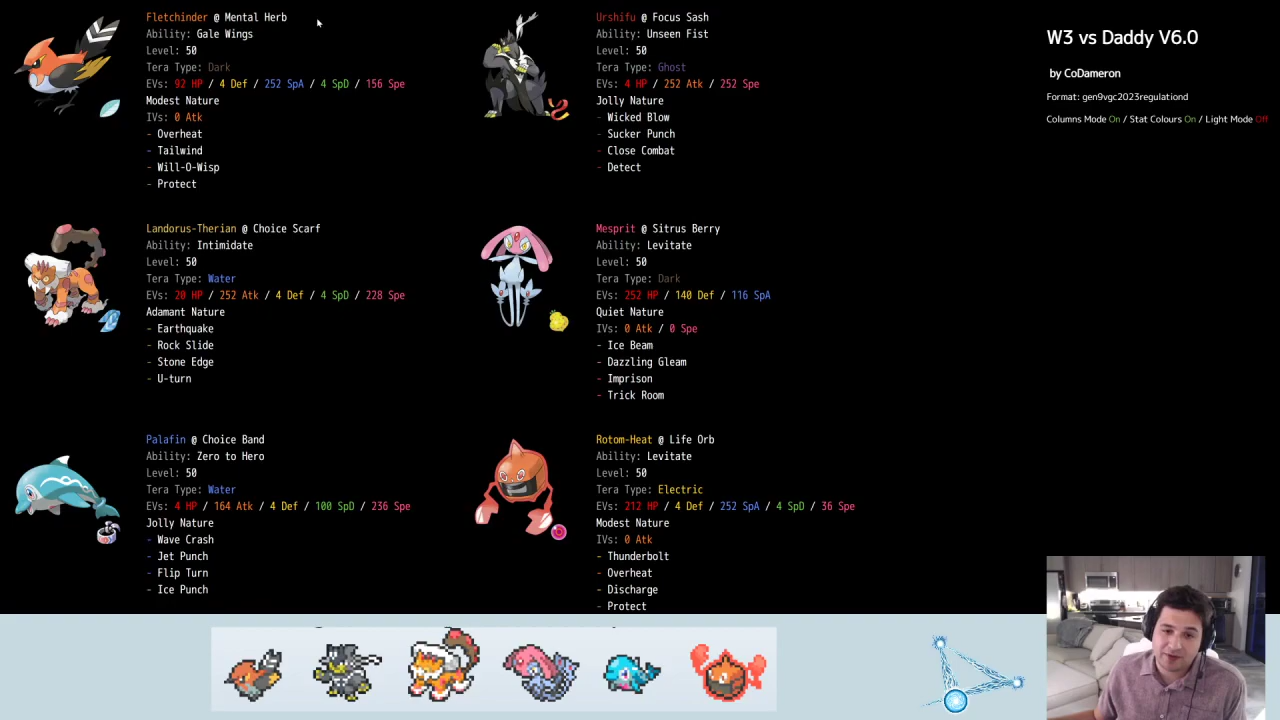 Fletchinder @ Mental Herb
Ability: Gale Wings
Level: 50
Tera Type: Dark
EVs: 92 HP / 4 Def / 252 SpA / 4 SpD / 156 Spe
Modest Nature
IVs: 0 Atk
- Overheat
- Tailwind
- Will-O-Wisp
- Protect
Urshifu @ Focus Sash
Ability: Unseen Fist
Level: 50
Tera Type: Ghost
EVs: 4 HP / 252 Atk / 252 Spe
Jolly Nature
- Wicked Blow
- Sucker Punch
- Close Combat
- Detect
Landorus-Therian @ Choice Scarf
Ability: Intimidate
Level: 50
Tera Type: Water
EVs: 20 HP / 252 Atk / 4 Def / 4 SpD / 228 Spe
Adamant Nature
- Earthquake
- Rock Slide
- Stone Edge
- U-turn
Mesprit @ Sitrus Berry
Ability: Levitate
Level: 50
Tera Type: Dark
EVs: 252 HP / 140 Def / 116 SpA
Quiet Nature
IVs: 0 Atk / 0 Spe
- Ice Beam
- Dazzling Gleam
- Imprison
- Trick Room
Palafin @ Choice Band
Ability: Zero to Hero
Level: 50
Tera Type: Water
EVs: 4 HP / 164 Atk / 4 Def / 100 SpD / 236 Spe
Jolly Nature
- Wave Crash
- Jet Punch
- Flip Turn
- Ice Punch
Rotom-Heat @ Life Orb
Ability: Levitate
Level: 50
Tera Type: Electric
EVs: 212 HP / 4 Def / 252 SpA / 4 SpD / 36 Spe
Modest Nature
IVs: 0 Atk
- Thunderbolt
- Overheat
- Discharge
- Protect
W3 vs Daddy V6.0
by CoDameron
Format: gen9vgc2023regulationd
Columns Mode On / Stat Colours On / Light Mode Off